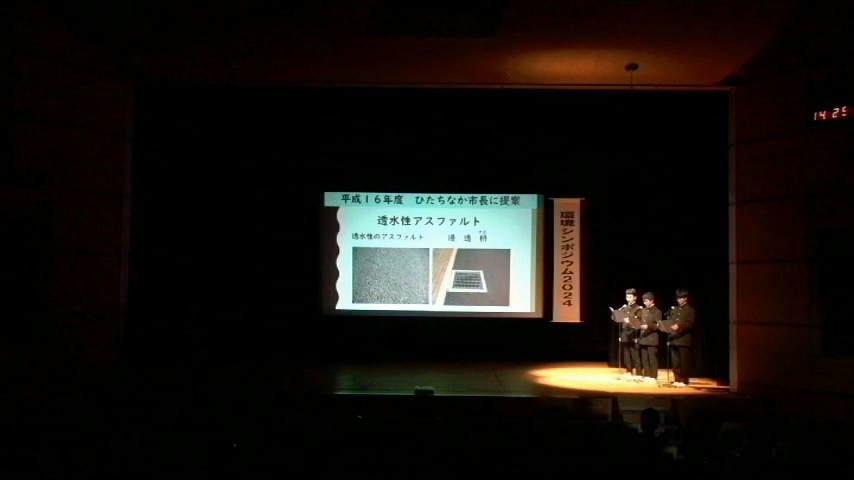 平成16年度 ひたちなか市長に提案
透水性アスファルト
透水性のアスファルト 浸透枡
環境シンポジウム2024
14:25